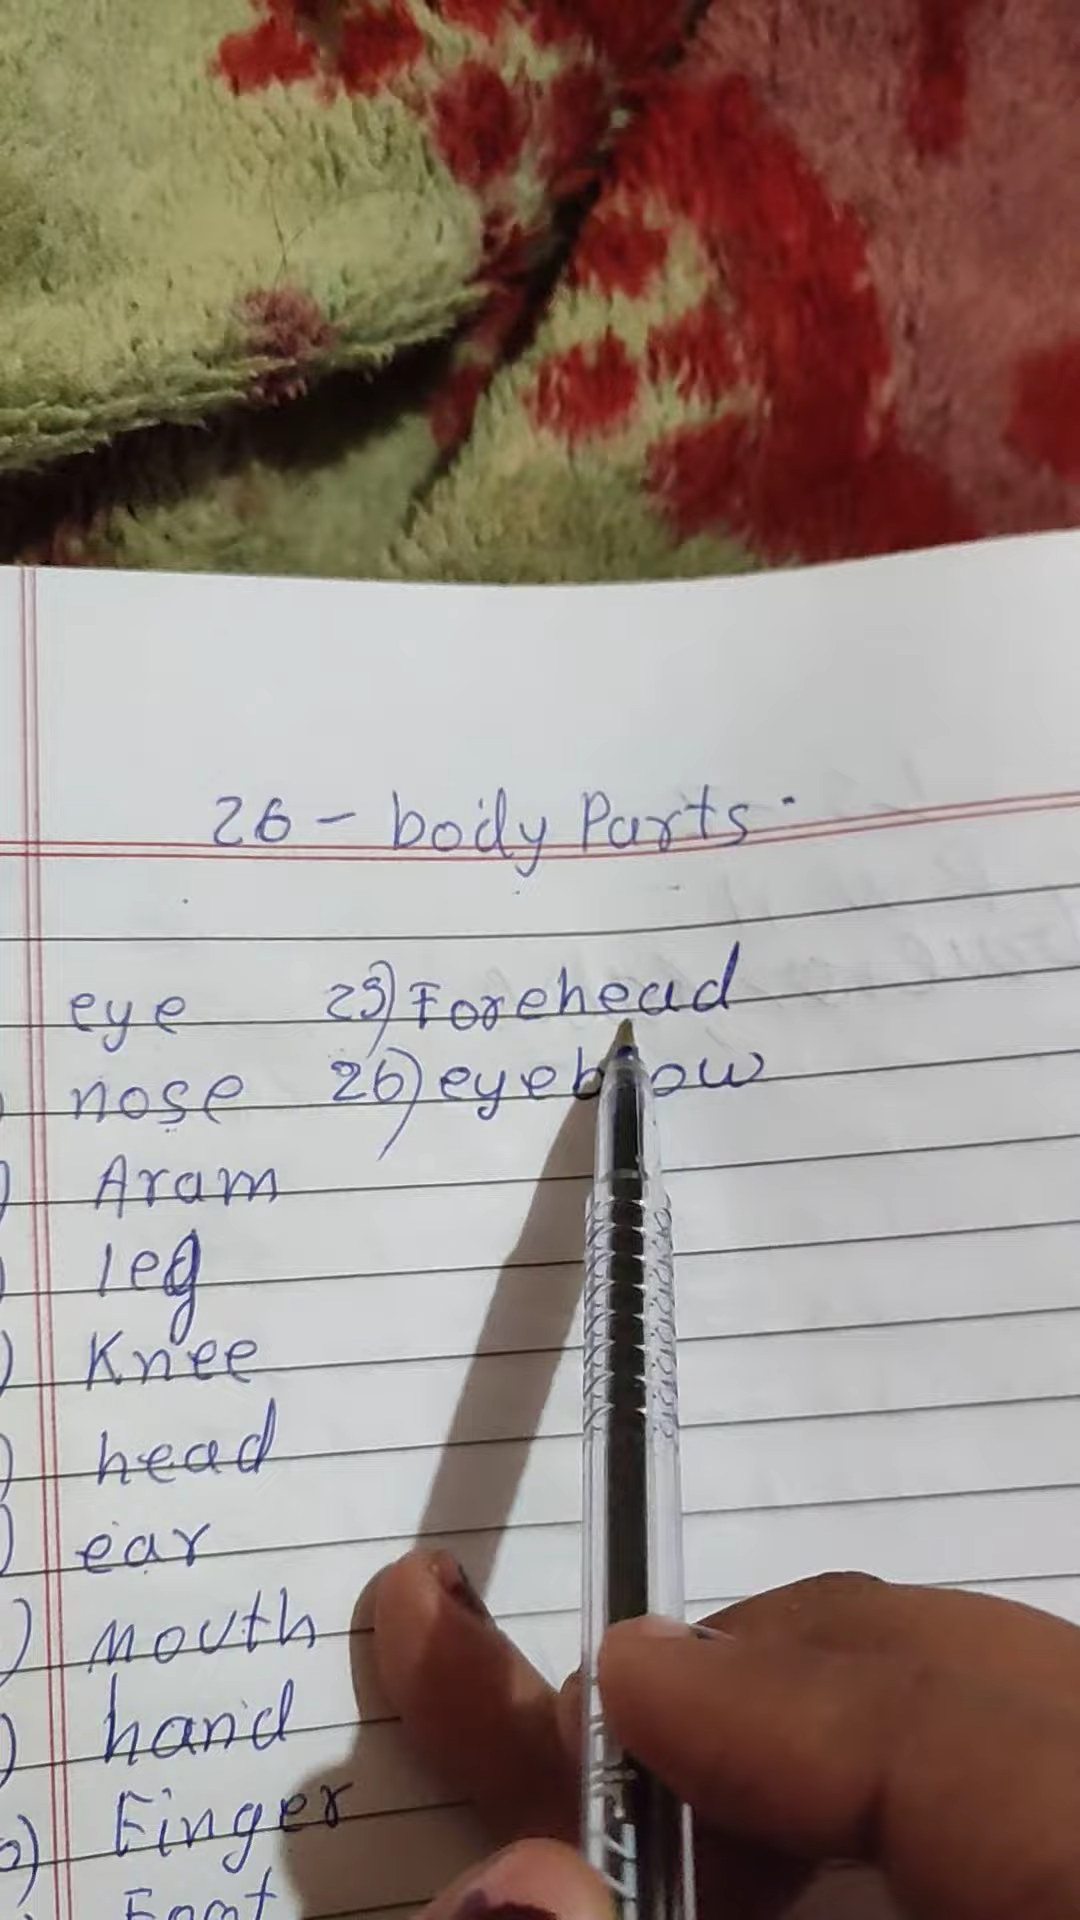 26 - body Parts.
eye 25) Forehead
nose 26) eyebrow
Aram
leg
Knee
head
ear
Mouth
hand
Finger